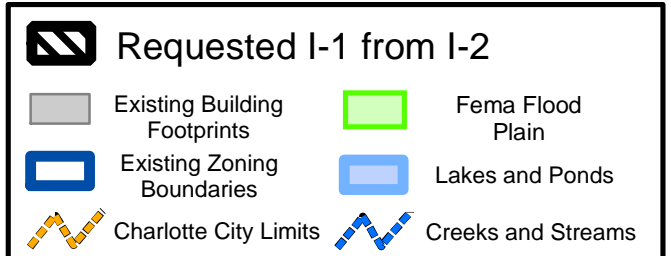 Requested I-1 from I-2
Existing Building
Footprints
Fema Flood
Plain
Existing Zoning
Boundaries
Lakes and Ponds
Charlotte City Limits
Creeks and Streams